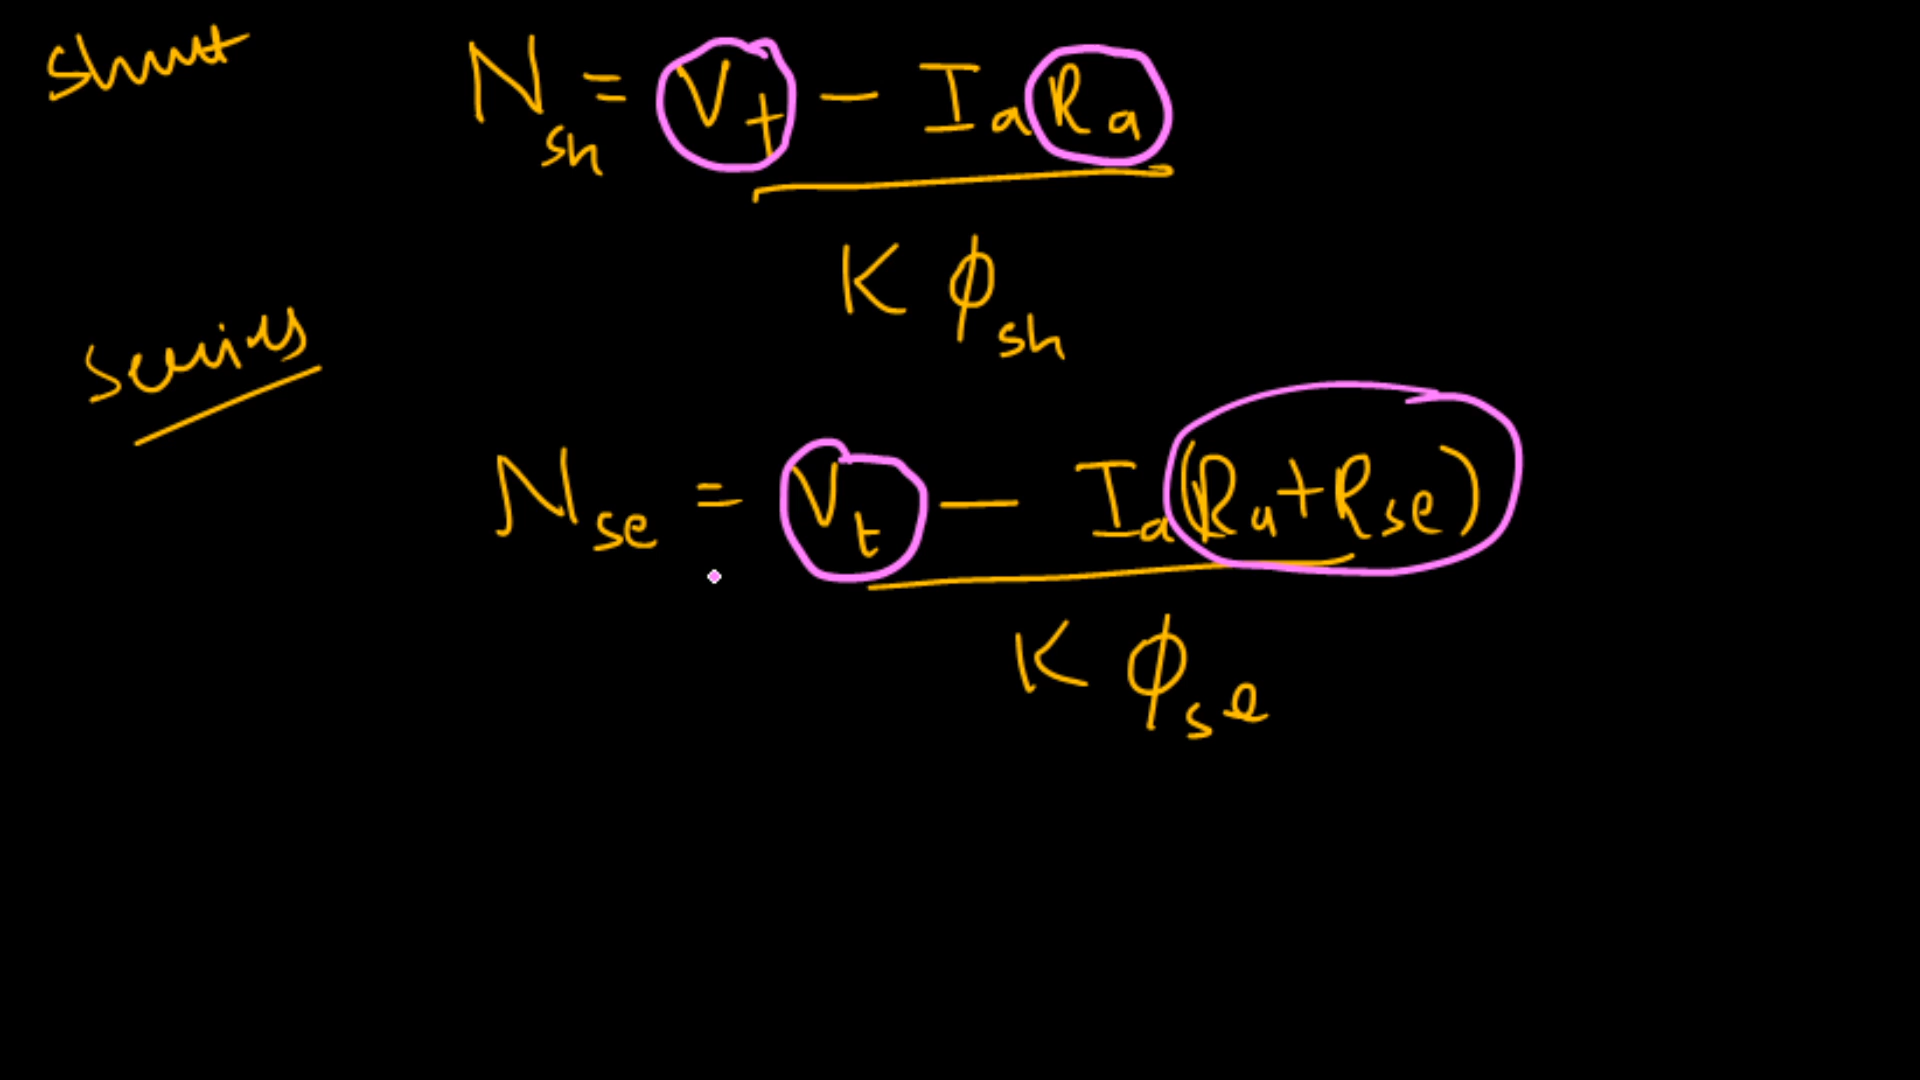 Shunt
N_sh = V_t - I_a R_a
K φ_sh
Series
N_se = V_t - I_a (R_a + R_se)
K φ_se